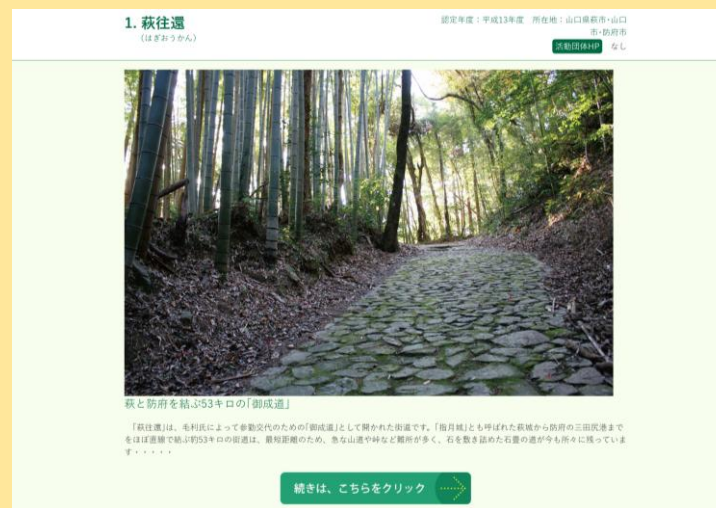 1. 萩往還
（はぎおうかん）
認定年度：平成13年度　所在地：山口県萩市・山口
市・防府市
活動団体HP　なし
萩と防府を結ぶ53キロの「御成道」
「萩往還」は、毛利氏によって参勤交代のための「御成道」として開かれた街道です。「指月城」とも呼ばれた萩城から防府の三田尻港まで
をほぼ直線で結ぶ約53キロの街道は、最短距離のため、急な山道や峠など難所が多く、石を敷き詰めた石畳の道が今も所々に残っていま
す・・・・・
続きは、こちらをクリック